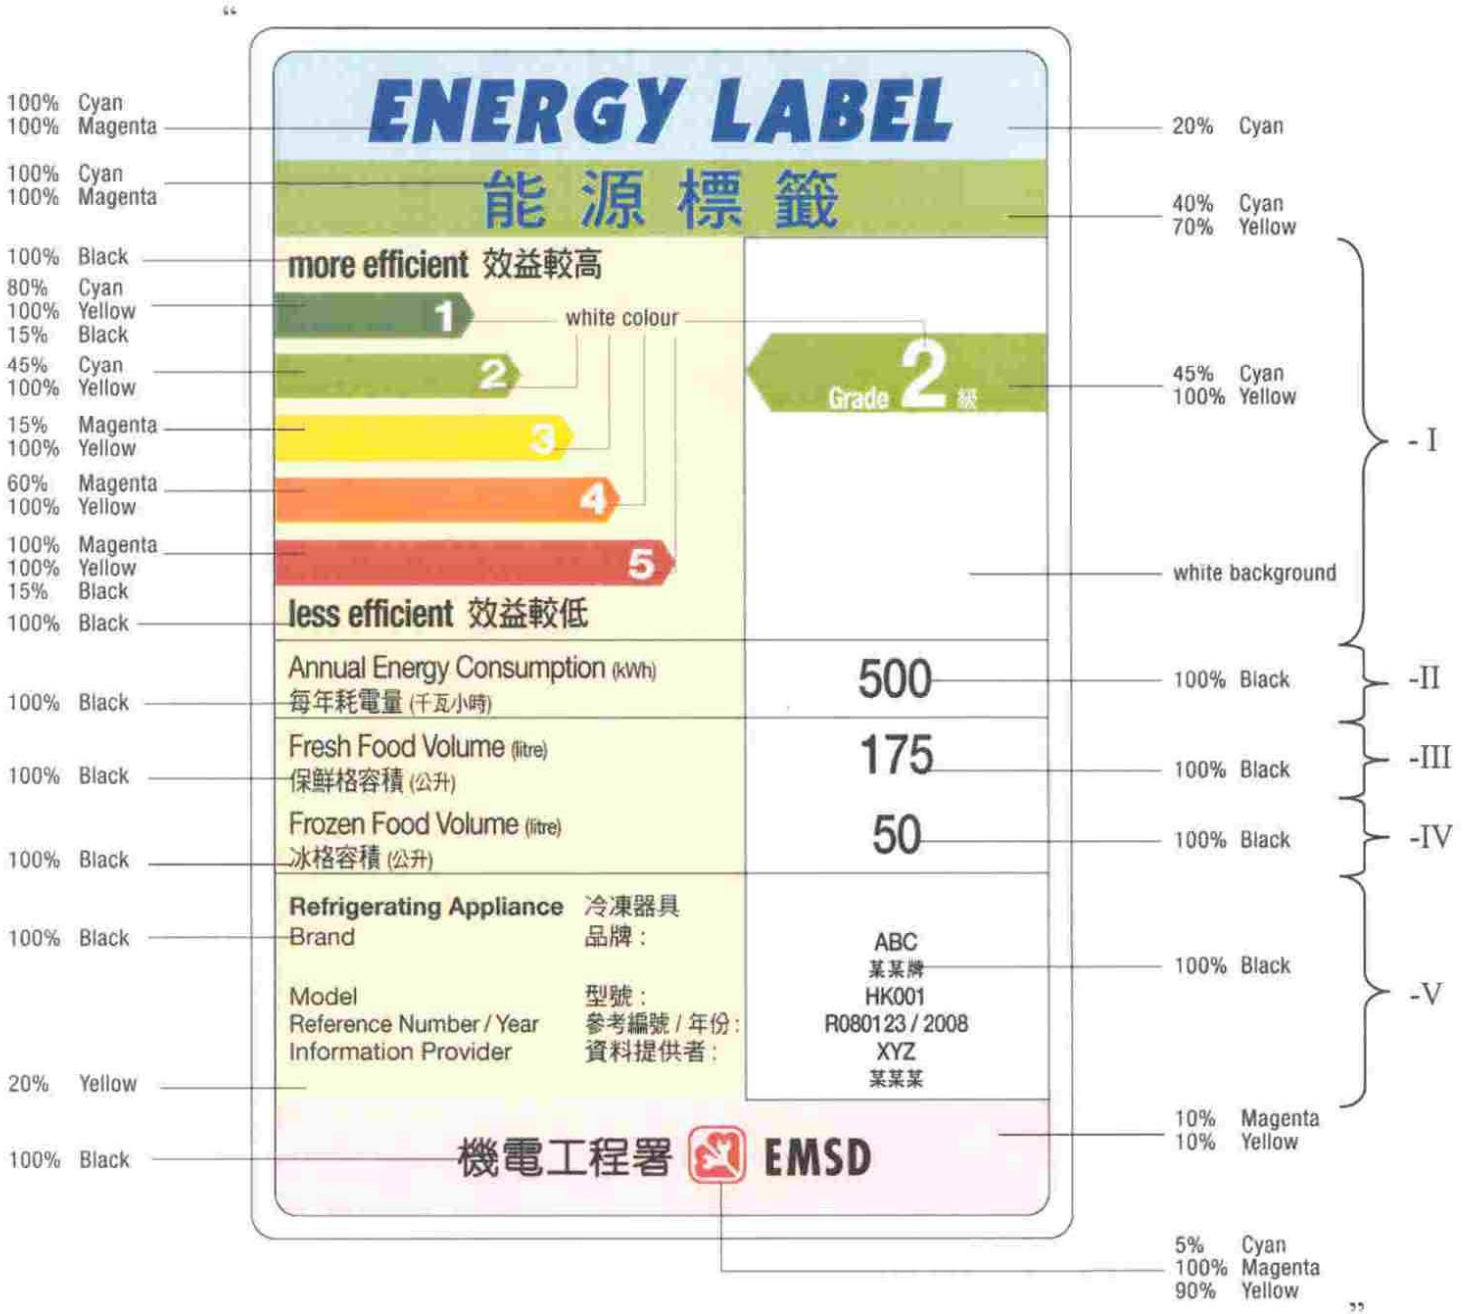 “
ENERGY LABEL
100% Cyan
100% Magenta
20% Cyan
能源標籤
100% Cyan
100% Magenta
40% Cyan
70% Yellow
100% Black
more efficient 效益較高
80% Cyan
100% Yellow
15% Black
1
white colour
45% Cyan
100% Yellow
2
Grade 2 級
45% Cyan
100% Yellow
15% Magenta
100% Yellow
3
-I
60% Magenta
100% Yellow
4
100% Magenta
100% Yellow
15% Black
5
white background
100% Black
less efficient 效益較低
Annual Energy Consumption (kWh)
500
100% Black
-II
100% Black
每年耗電量 (千瓦小時)
Fresh Food Volume (litre)
175
100% Black
-III
100% Black
保鮮格容積 (公升)
Frozen Food Volume (litre)
50
100% Black
-IV
100% Black
冰格容積 (公升)
Refrigerating Appliance 冷凍器具
100% Black
Brand 品牌 :
ABC
某某牌
100% Black
-V
Model 型號 :
HK001
Reference Number / Year 參考編號 / 年份 :
R080123 / 2008
Information Provider 資料提供者 :
XYZ
某某某
20% Yellow
10% Magenta
10% Yellow
100% Black
機電工程署 EMSD
5% Cyan
100% Magenta
90% Yellow
”